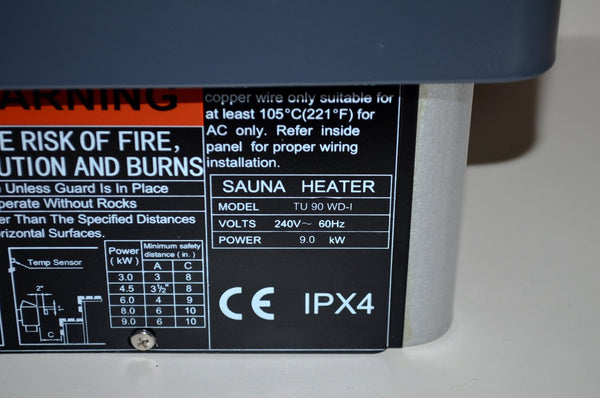 WARNING
E RISK OF FIRE,
UTION AND BURNS
e Unless Guard Is In Place
perate Without Rocks
er Than The Specified Distances
orizontal Surfaces.
Temp Sensor
2"
C
Power (kW) Minimum safety distance ( in. )
A C
3.0 3 8
4.5 3½" 8
6.0 4 9
8.0 6 10
9.0 6 10
copper wire only suitable for
at least 105°C(221°F) for
AC only. Refer inside
panel for proper wiring
installation.
SAUNA HEATER
MODEL TU 90 WD-I
VOLTS 240V~ 60Hz
POWER 9.0 kW
CE IPX4